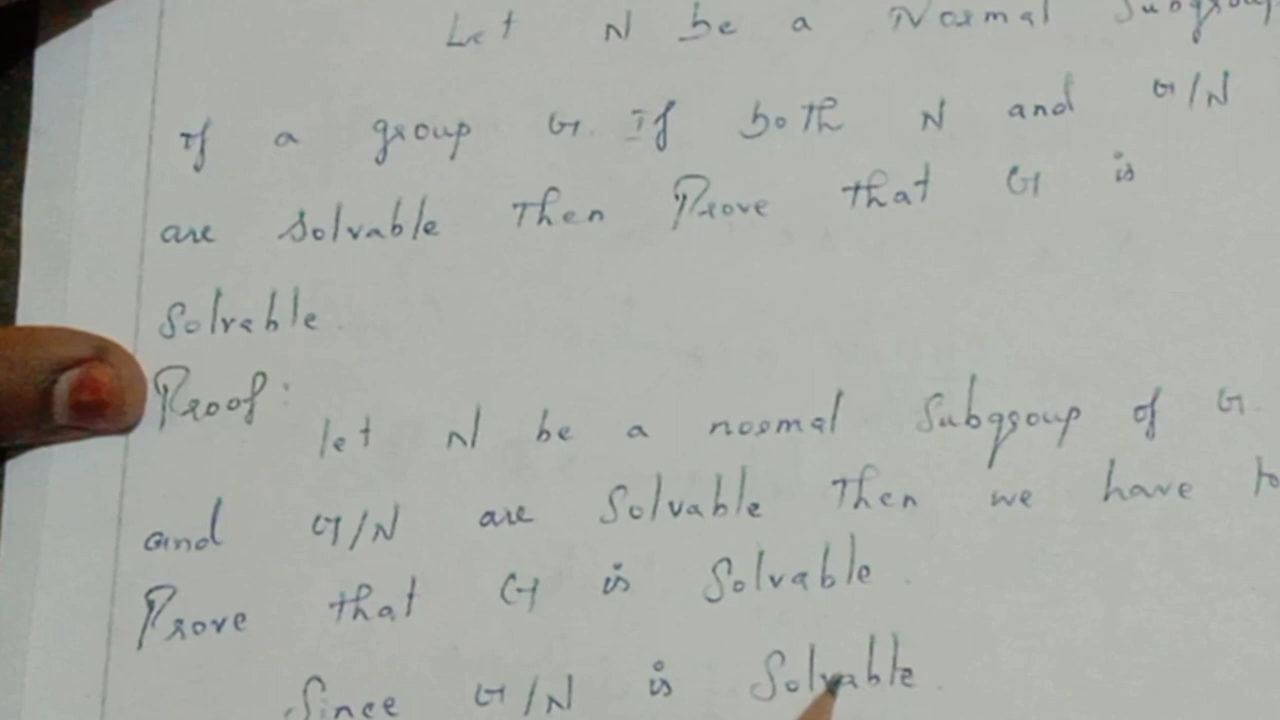 Let N be a Normal Subgroup
of a group G. If both N and G/N
are solvable Then Prove that G is
Solvable.
Proof:
let N be a normal Subgroup of G.
and G/N are Solvable Then we have to
Prove that G is Solvable.
Since G/N is Solvable.